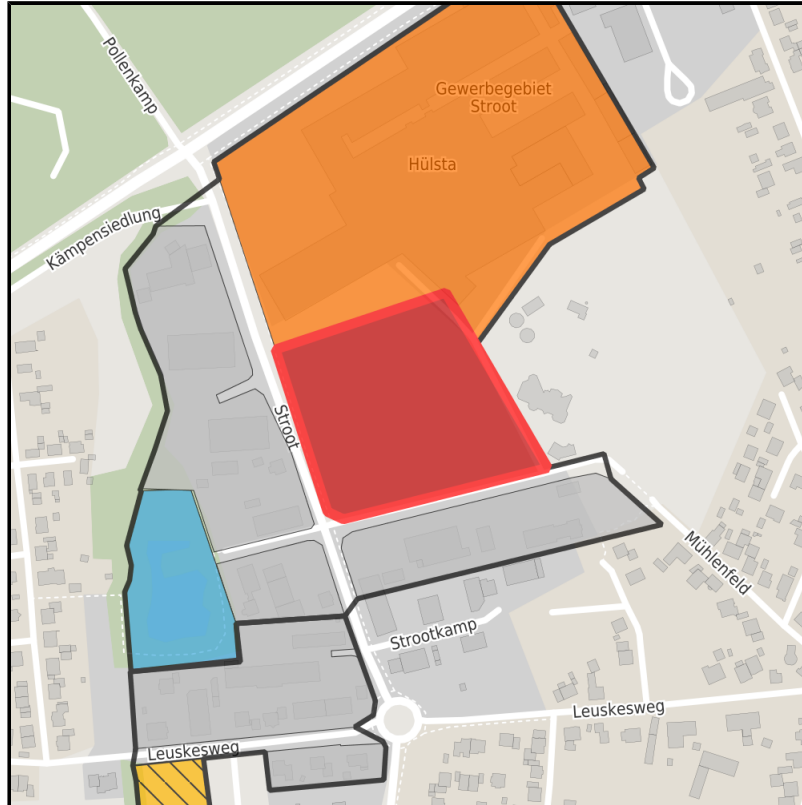 Pollenkamp
Gewerbegebiet
Stroot
Hülsta
Kämpensiedlung
Stroot
Mühlenfeld
Strootkamp
Leuskesweg
Leuskesweg